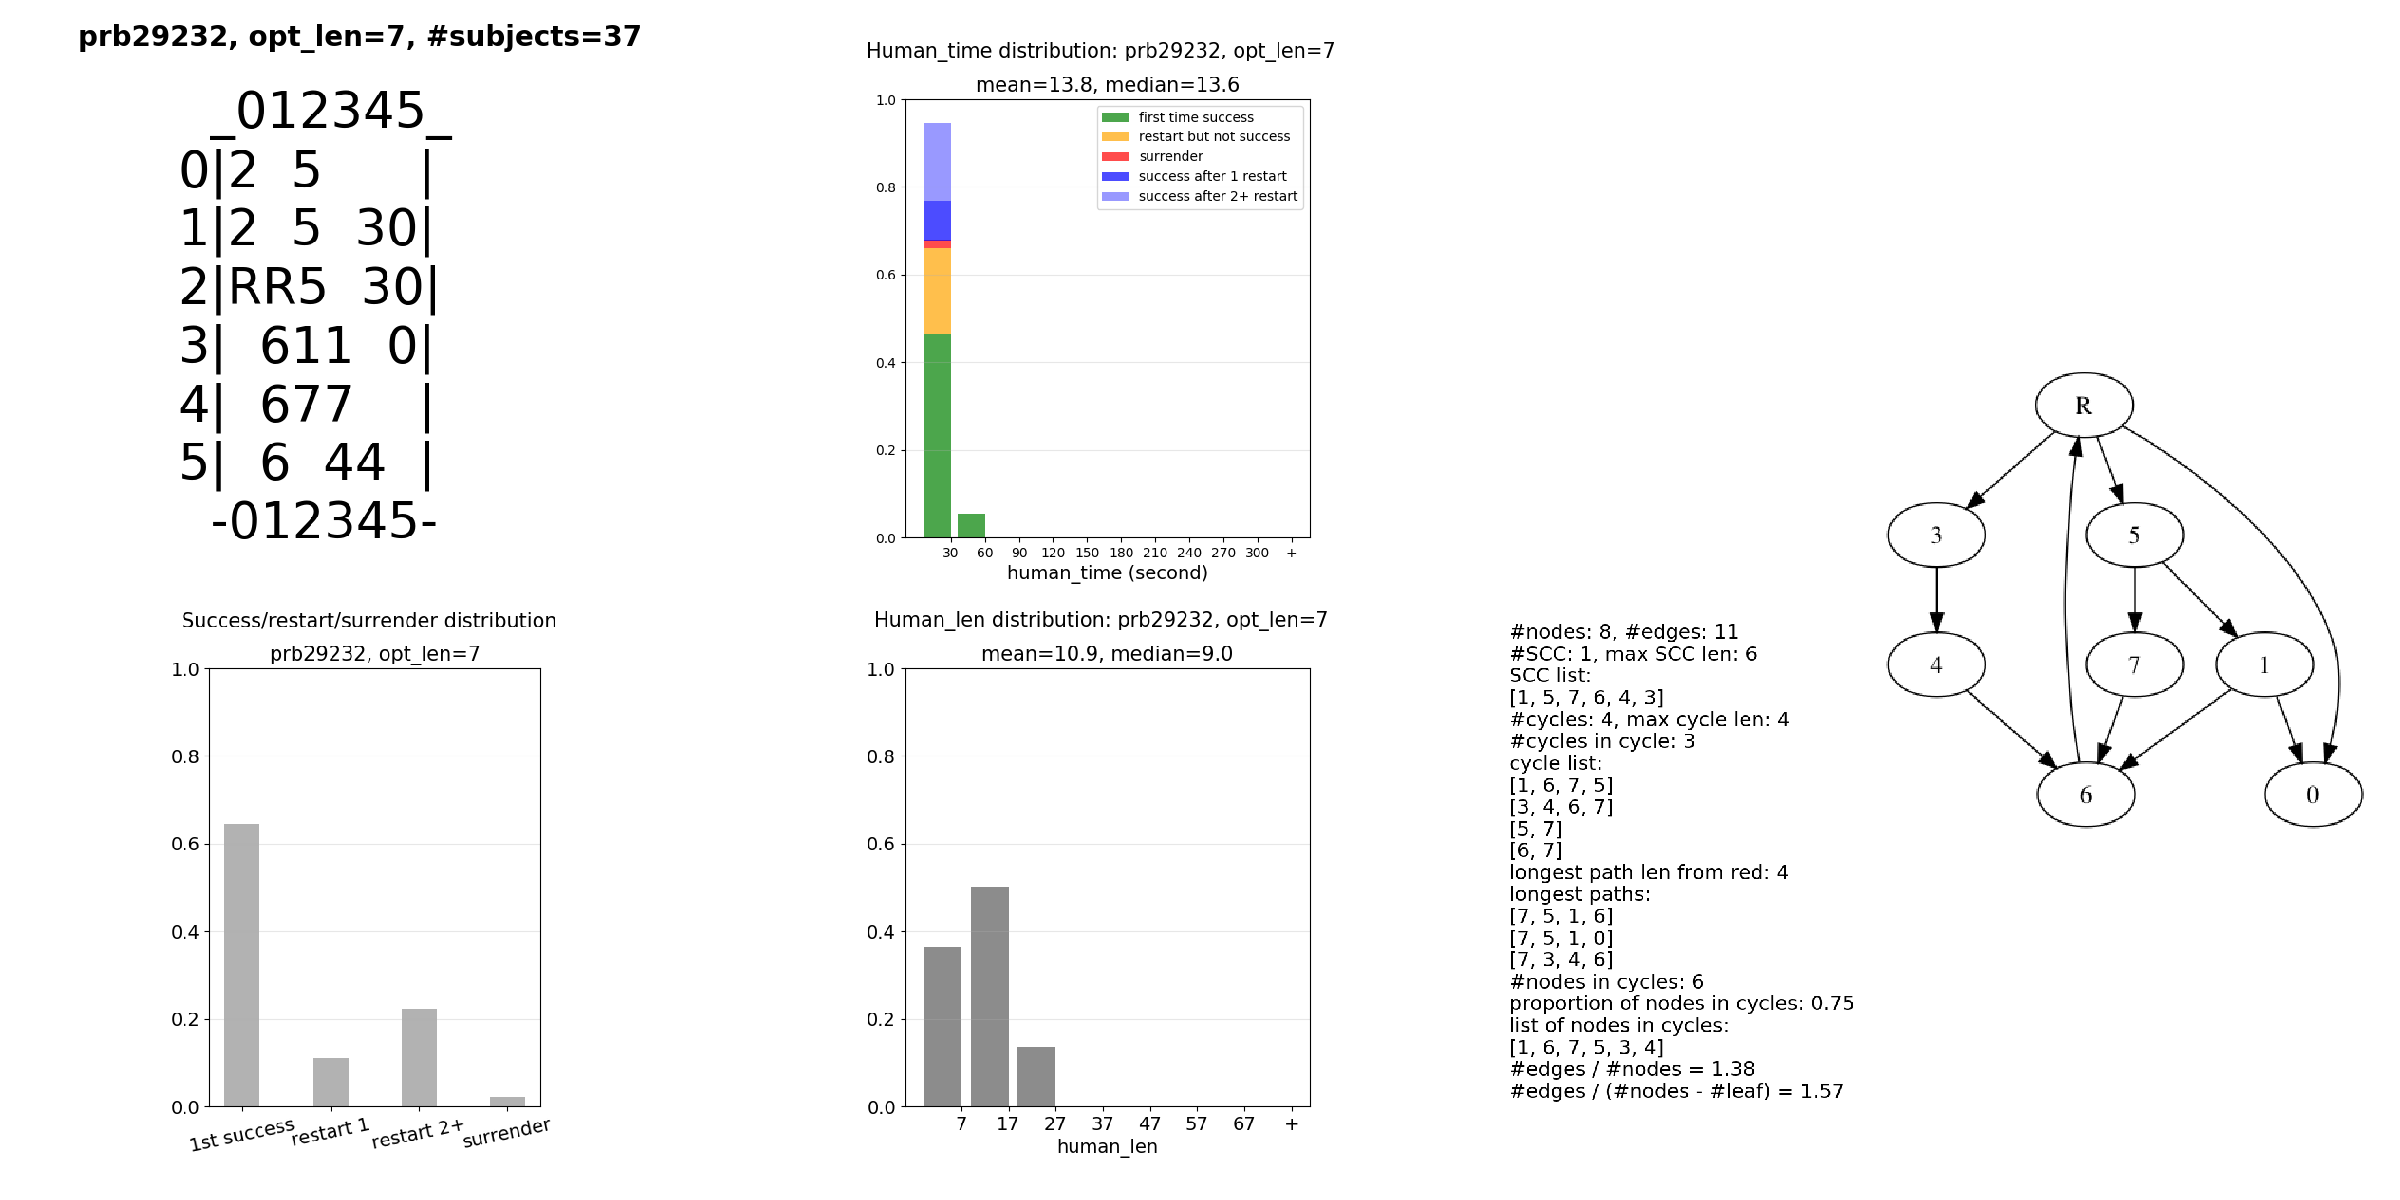 prb29232, opt_len=7, #subjects=37
_012345_
0|2  5      |
1|2  5  30|
2|RR5  30|
3|  611  0|
4|  677    |
5|  6  44  |
-012345-
Human_time distribution: prb29232, opt_len=7
mean=13.8, median=13.6
1.0
0.8
0.6
0.4
0.2
0.0
first time success
restart but not success
surrender
success after 1 restart
success after 2+ restart
30 60 90 120 150 180 210 240 270 300 +
human_time (second)
Success/restart/surrender distribution
prb29232, opt_len=7
1.0
0.8
0.6
0.4
0.2
0.0
1st success restart 1 restart 2+ surrender
Human_len distribution: prb29232, opt_len=7
mean=10.9, median=9.0
1.0
0.8
0.6
0.4
0.2
0.0
7 17 27 37 47 57 67 +
human_len
#nodes: 8, #edges: 11
#SCC: 1, max SCC len: 6
SCC list:
[1, 5, 7, 6, 4, 3]
#cycles: 4, max cycle len: 4
#cycles in cycle: 3
cycle list:
[1, 6, 7, 5]
[3, 4, 6, 7]
[5, 7]
[6, 7]
longest path len from red: 4
longest paths:
[7, 5, 1, 6]
[7, 5, 1, 0]
[7, 3, 4, 6]
#nodes in cycles: 6
proportion of nodes in cycles: 0.75
list of nodes in cycles:
[1, 6, 7, 5, 3, 4]
#edges / #nodes = 1.38
#edges / (#nodes - #leaf) = 1.57
R
3 5
4 7 1
6 0